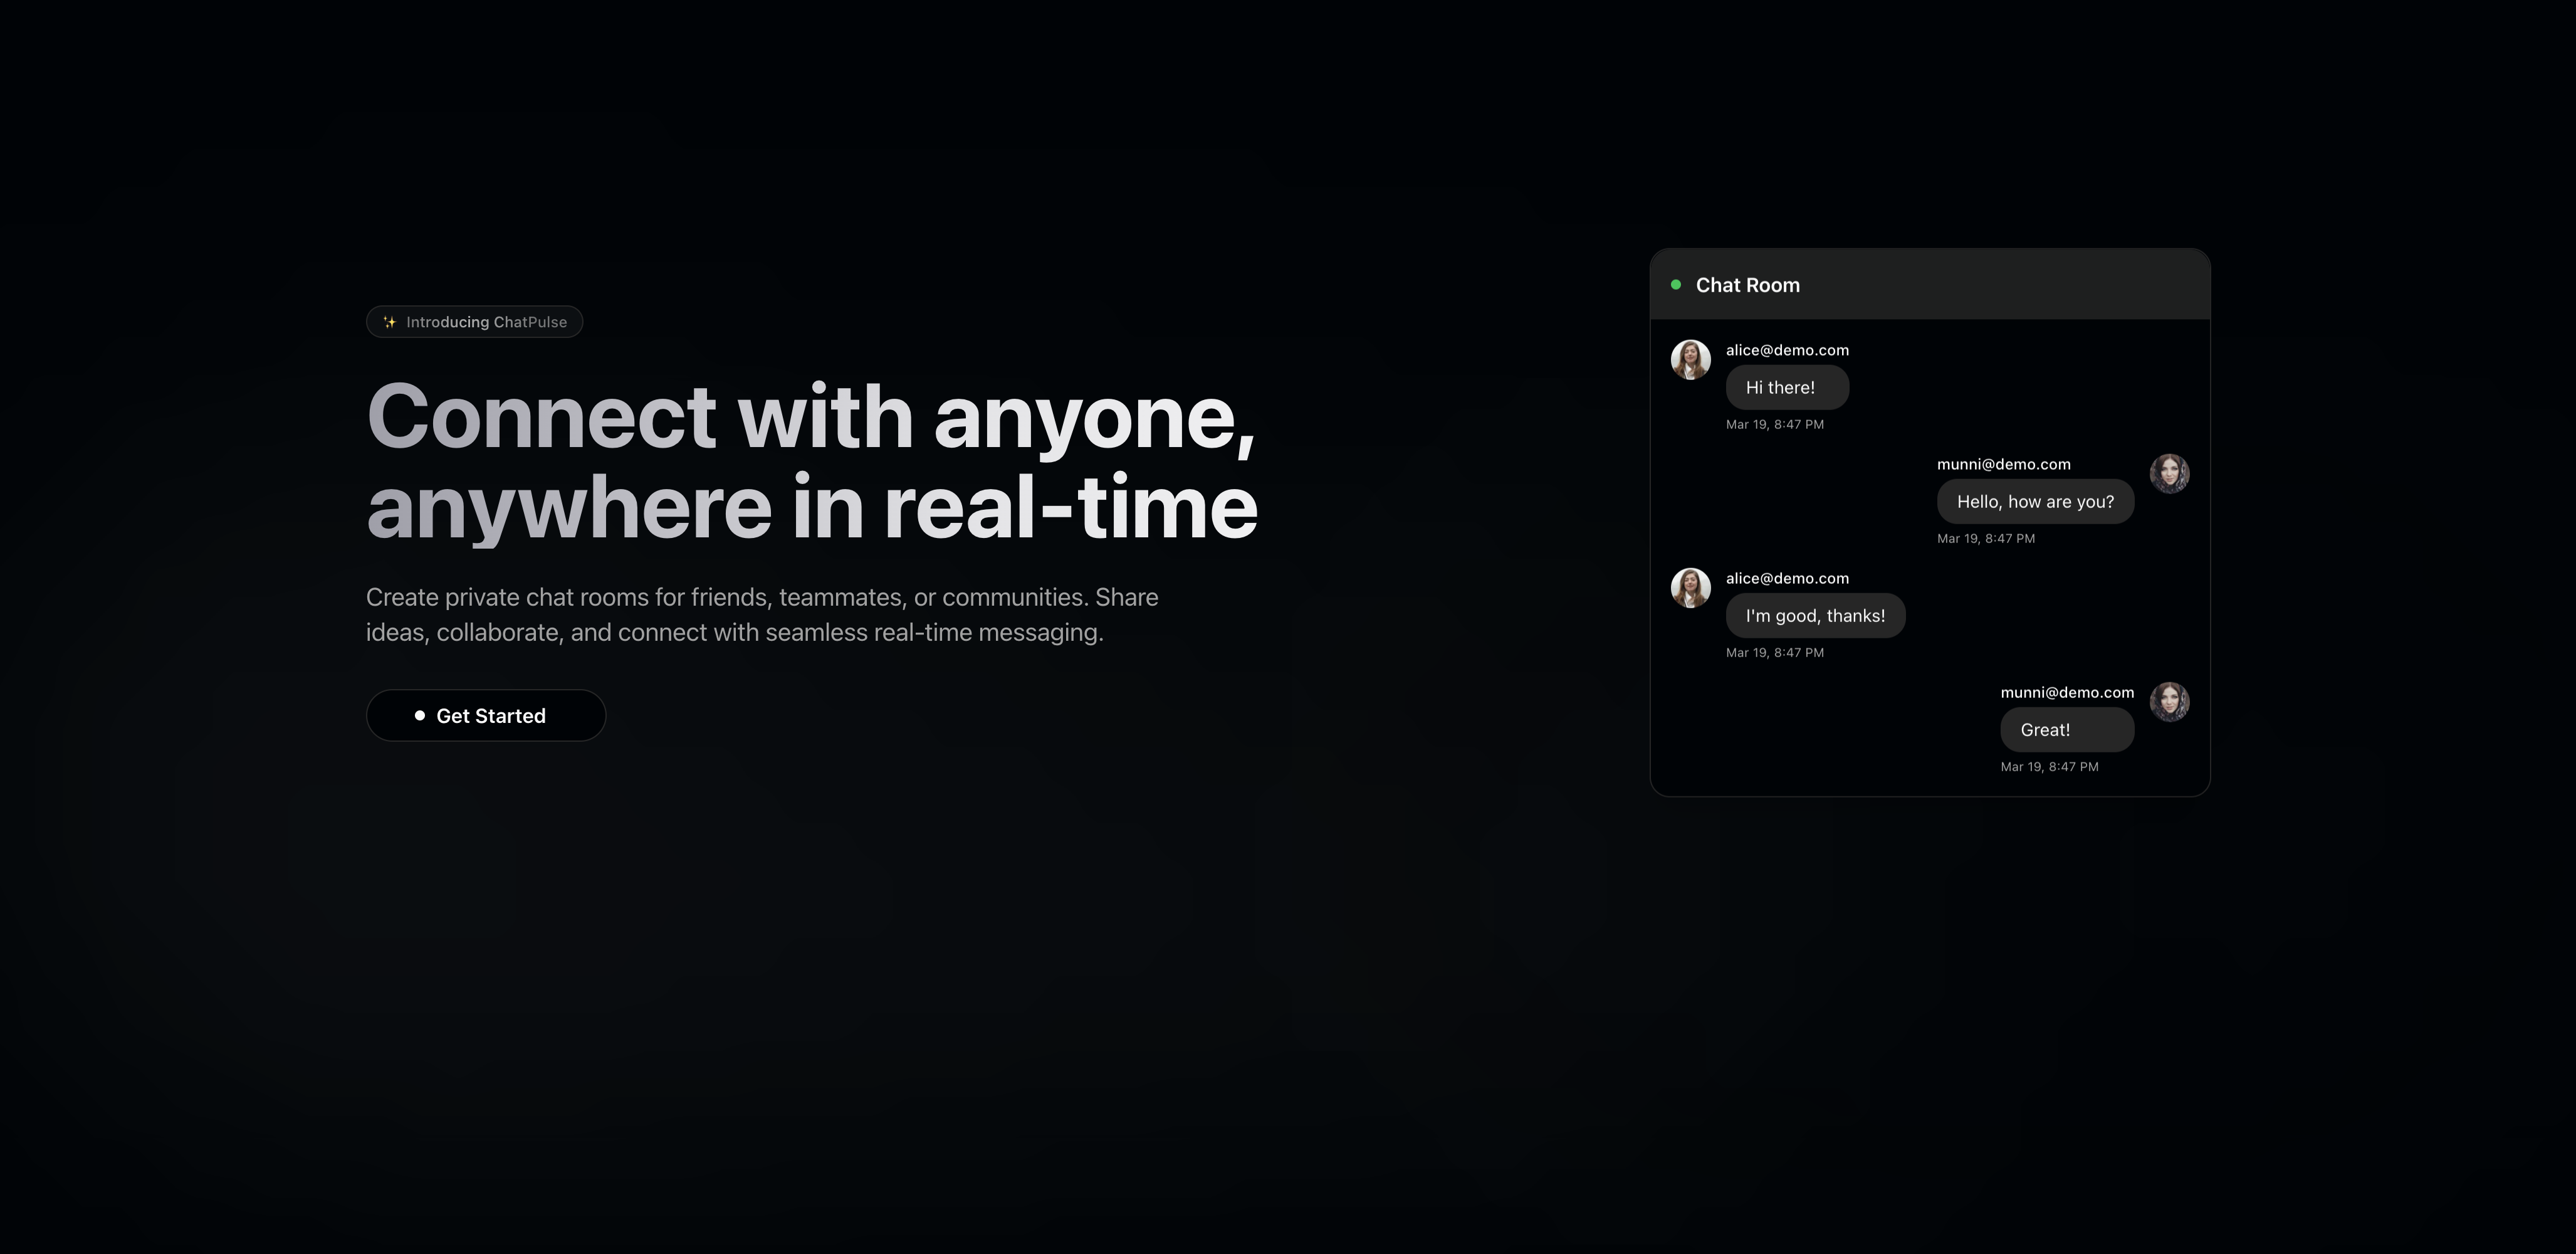 ✨ Introducing ChatPulse
Connect with anyone,
anywhere in real-time
Create private chat rooms for friends, teammates, or communities. Share
ideas, collaborate, and connect with seamless real-time messaging.
Get Started
Chat Room
alice@demo.com
Hi there!
Mar 19, 8:47 PM
munni@demo.com
Hello, how are you?
Mar 19, 8:47 PM
alice@demo.com
I'm good, thanks!
Mar 19, 8:47 PM
munni@demo.com
Great!
Mar 19, 8:47 PM